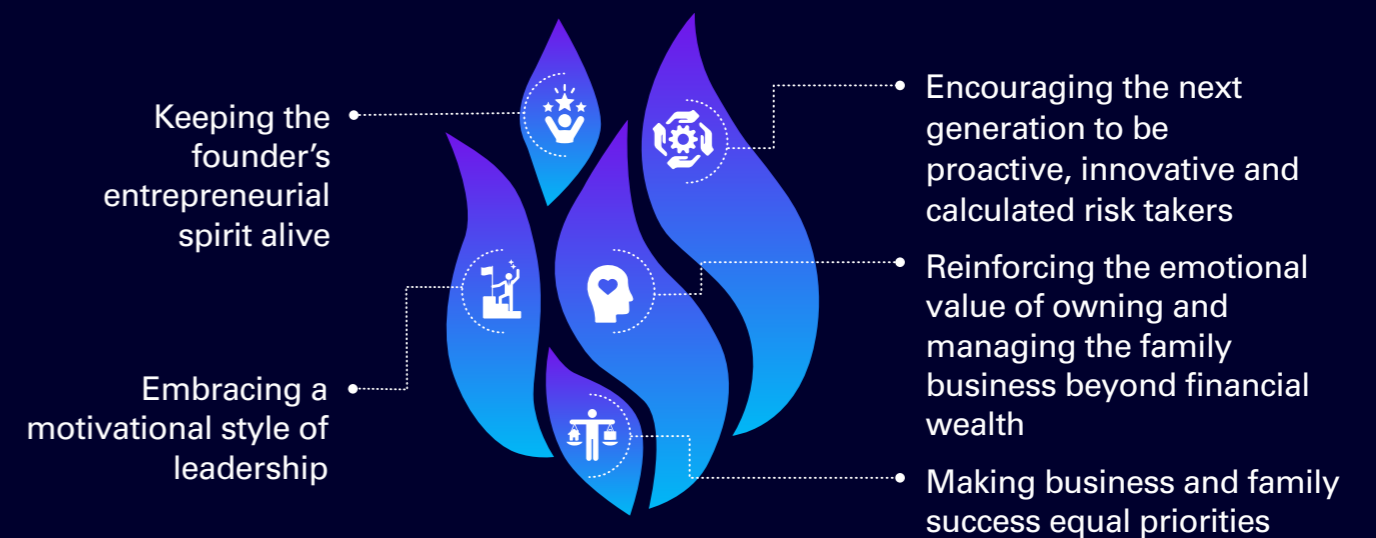 Keeping the
founder’s
entrepreneurial
spirit alive
Embracing a
motivational style of
leadership
Encouraging the next
generation to be
proactive, innovative and
calculated risk takers
Reinforcing the emotional
value of owning and
managing the family
business beyond financial
wealth
Making business and family
success equal priorities